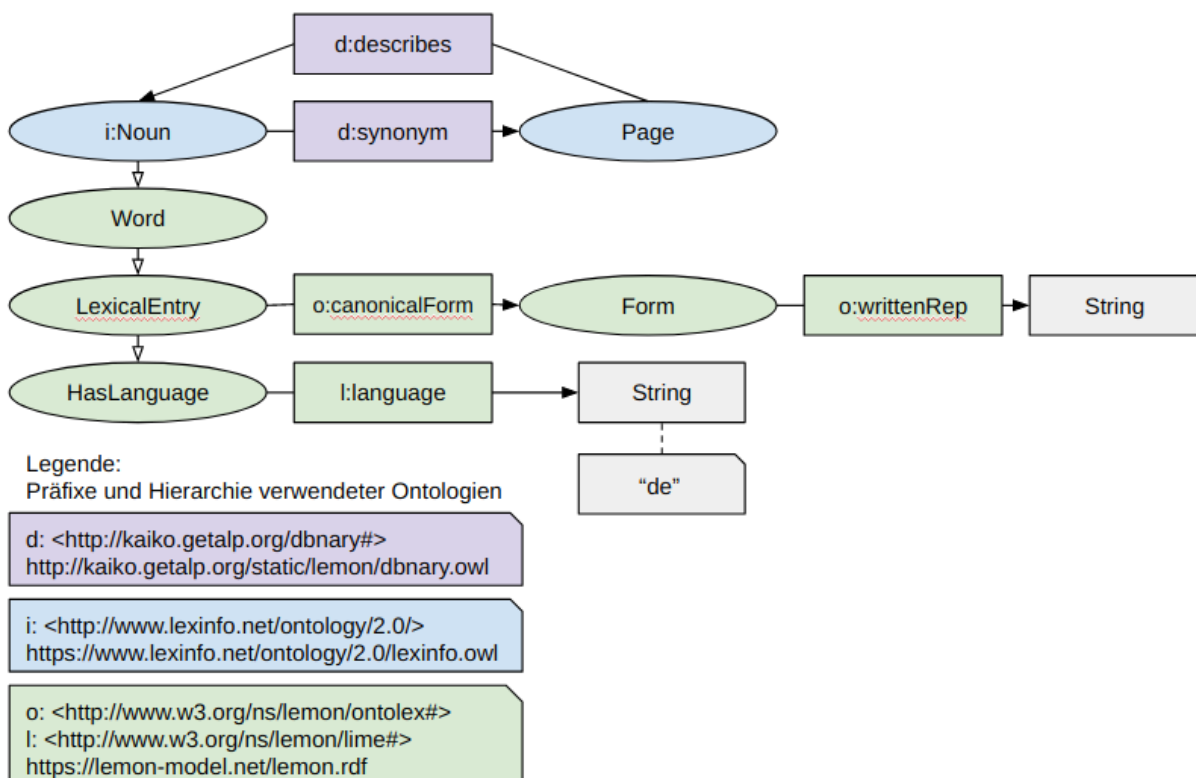 d:describes
i:Noun
d:synonym
Page
Word
LexicalEntry
o:canonicalForm
Form
o:writtenRep
String
HasLanguage
l:language
String
“de”
Legende:
Präfixe und Hierarchie verwendeter Ontologien
d: <http://kaiko.getalp.org/dbnary#>
http://kaiko.getalp.org/static/lemon/dbnary.owl
i: <http://www.lexinfo.net/ontology/2.0/>
https://www.lexinfo.net/ontology/2.0/lexinfo.owl
o: <http://www.w3.org/ns/lemon/ontolex#>
l: <http://www.w3.org/ns/lemon/lime#>
https://lemon-model.net/lemon.rdf